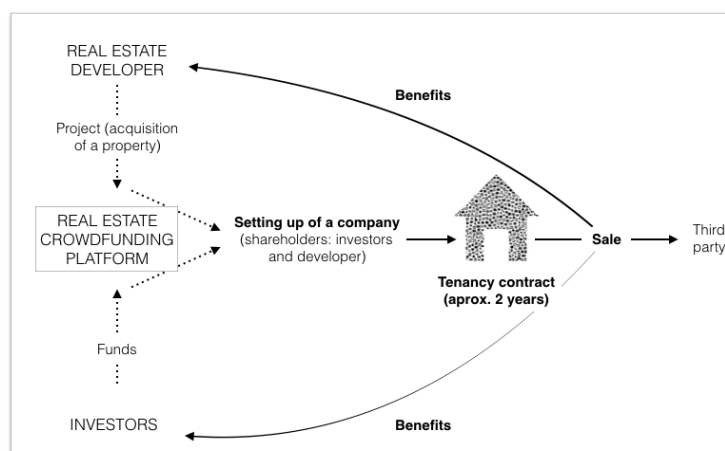 REAL ESTATE
DEVELOPER
Benefits
Project (acquisition
of a property)
REAL ESTATE
CROWDFUNDING
PLATFORM
Setting up of a company
(shareholders: investors
and developer)
Sale
Third
party
Tenancy contract
(aprox. 2 years)
Funds
INVESTORS
Benefits